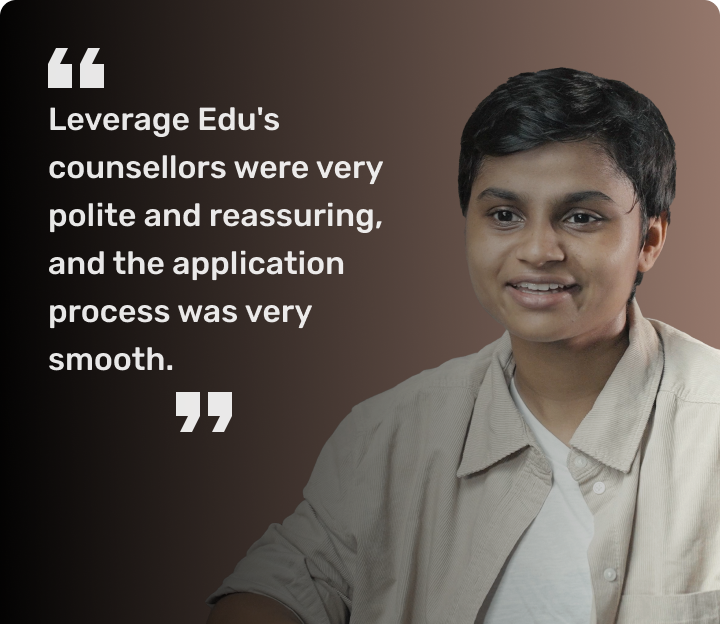 “
Leverage Edu's
counsellors were very
polite and reassuring,
and the application
process was very
smooth.
”